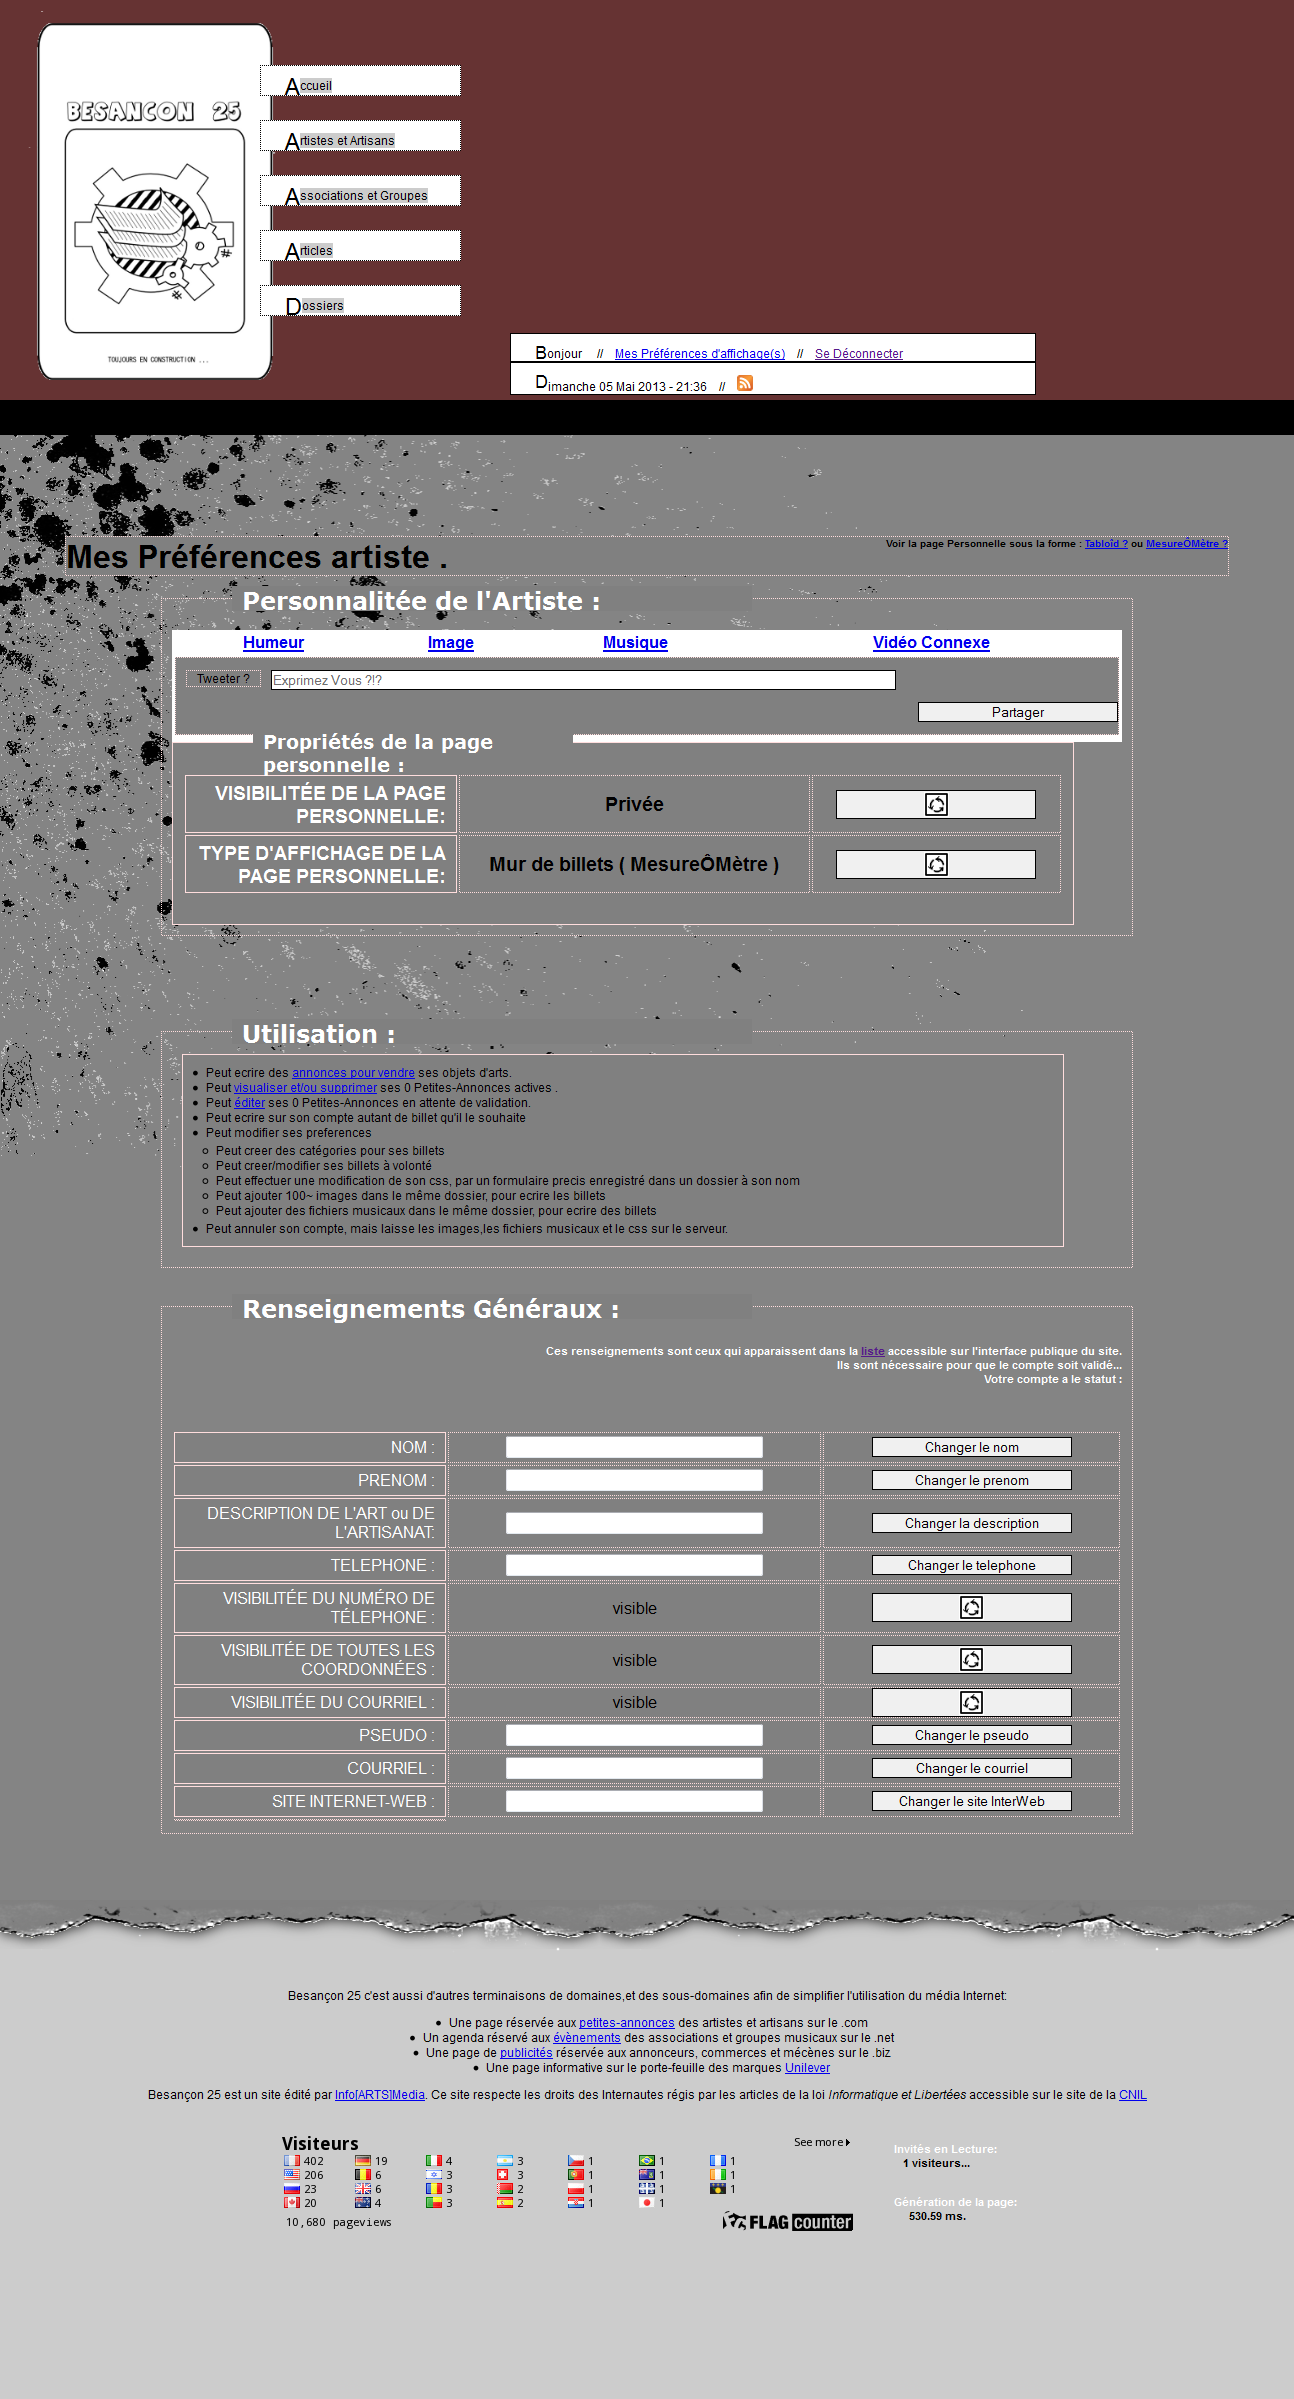 BESANCON 25
TOUJOURS EN CONSTRUCTION ...
Accueil
Artistes et Artisans
Associations et Groupes
Articles
Dossiers
Bonjour // Mes Préférences d'affichage(s) // Se Déconnecter
Dimanche 05 Mai 2013 - 21:36 //
Mes Préférences artiste .
Voir la page Personnelle sous la forme : Tabloîd ? ou MesureÔMètre ?
Personnalitée de l'Artiste :
Humeur Image Musique Vidéo Connexe
Tweeter ? Exprimez Vous ?!?
Partager
Propriétés de la page
personnelle :
VISIBILITÉE DE LA PAGE
PERSONNELLE: Privée
TYPE D'AFFICHAGE DE LA
PAGE PERSONNELLE: Mur de billets ( MesureÔMètre )
Utilisation :
Peut ecrire des annonces pour vendre ses objets d'arts.
Peut visualiser et/ou supprimer ses 0 Petites-Annonces actives .
Peut éditer ses 0 Petites-Annonces en attente de validation.
Peut ecrire sur son compte autant de billet qu'il le souhaite
Peut modifier ses preferences
Peut creer des catégories pour ses billets
Peut creer/modifier ses billets à volonté
Peut effectuer une modification de son css, par un formulaire precis enregistré dans un dossier à son nom
Peut ajouter 100~ images dans le même dossier, pour ecrire les billets
Peut ajouter des fichiers musicaux dans le même dossier, pour ecrire des billets
Peut annuler son compte, mais laisse les images,les fichiers musicaux et le css sur le serveur.
Renseignements Généraux :
Ces renseignements sont ceux qui apparaissent dans la liste accessible sur l'interface publique du site.
Ils sont nécessaire pour que le compte soit validé...
Votre compte a le statut :
NOM : Changer le nom
PRENOM : Changer le prenom
DESCRIPTION DE L'ART ou DE
L'ARTISANAT: Changer la description
TELEPHONE : Changer le telephone
VISIBILITÉE DU NUMÉRO DE
TÉLEPHONE : visible
VISIBILITÉE DE TOUTES LES
COORDONNÉES : visible
VISIBILITÉE DU COURRIEL : visible
PSEUDO : Changer le pseudo
COURRIEL : Changer le courriel
SITE INTERNET-WEB : Changer le site InterWeb
Besançon 25 c'est aussi d'autres terminaisons de domaines,et des sous-domaines afin de simplifier l'utilisation du média Internet:
Une page réservée aux petites-annonces des artistes et artisans sur le .com
Un agenda réservé aux évènements des associations et groupes musicaux sur le .net
Une page de publicités réservée aux annonceurs, commerces et mécènes sur le .biz
Une page informative sur le porte-feuille des marques Unilever
Besançon 25 est un site édité par Info[ARTS]Media. Ce site respecte les droits des Internautes régis par les articles de la loi Informatique et Libertées accessible sur le site de la CNIL
Visiteurs See more
402 19 4 3 1 1 1
206 6 3 3 1 1 1
23 6 3 2 1 1 1
20 4 3 2 1 1
10,680 pageviews
FLAG counter
Invitès en Lecture:
1 visiteurs...
Gènèration de la page:
530.59 ms.